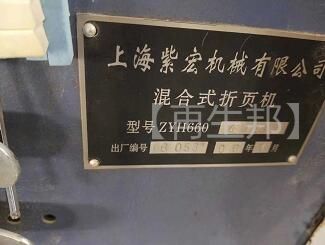 上海紫宏机械有限公司
混合式折页机
型号 ZYH660
【再生邦】
出厂编号 年 月